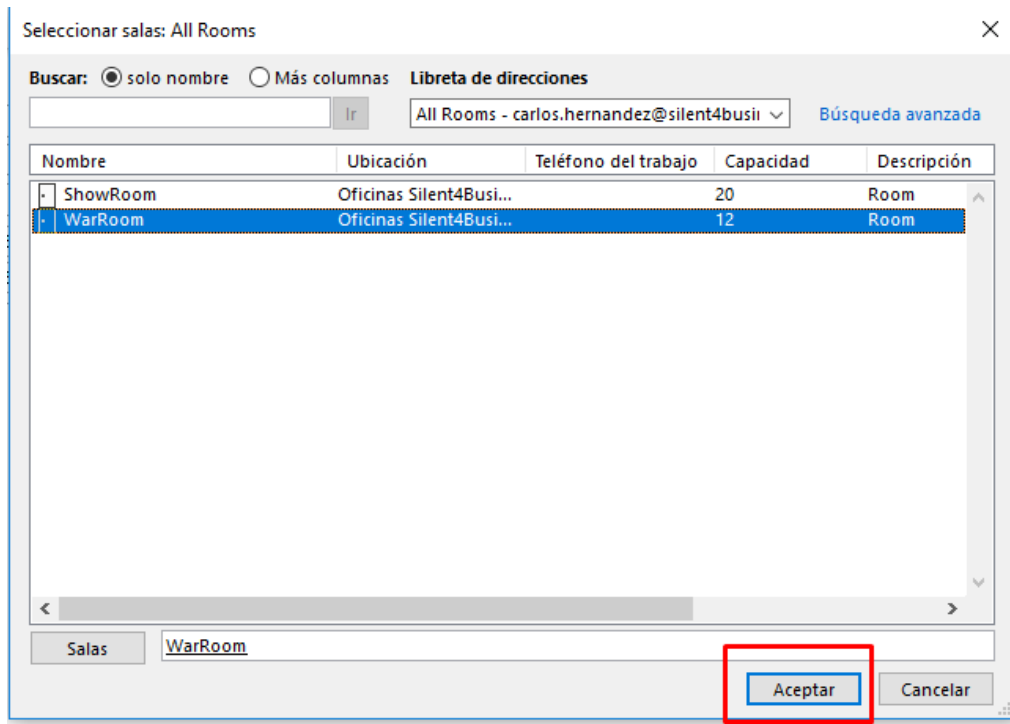 Seleccionar salas: All Rooms
Buscar: solo nombre Más columnas Libreta de direcciones
Ir All Rooms - carlos.hernandez@silent4busii Búsqueda avanzada
Nombre Ubicación Teléfono del trabajo Capacidad Descripción
ShowRoom Oficinas Silent4Busi... 20 Room
WarRoom Oficinas Silent4Busi... 12 Room
Salas WarRoom
Aceptar Cancelar